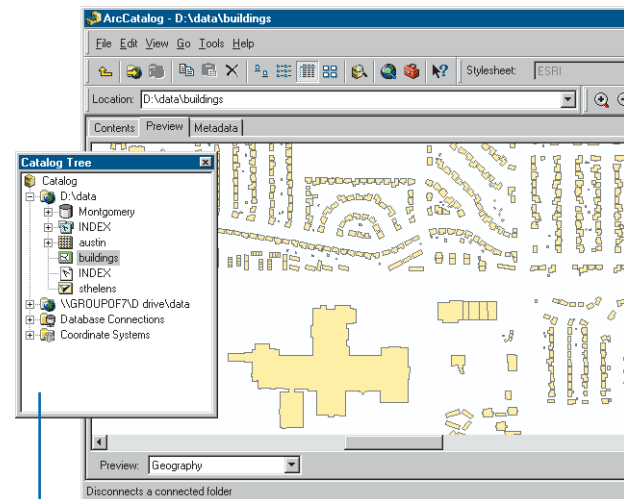 ArcCatalog - D:\data\buildings
File Edit View Go Tools Help
Stylesheet: ESRI
Location: D:\data\buildings
Contents Preview Metadata
Catalog Tree
Catalog
D:\data
Montgomery
INDEX
austin
buildings
INDEX
sthelens
\\GROUPOF7\D drive\data
Database Connections
Coordinate Systems
Preview: Geography
Disconnects a connected folder